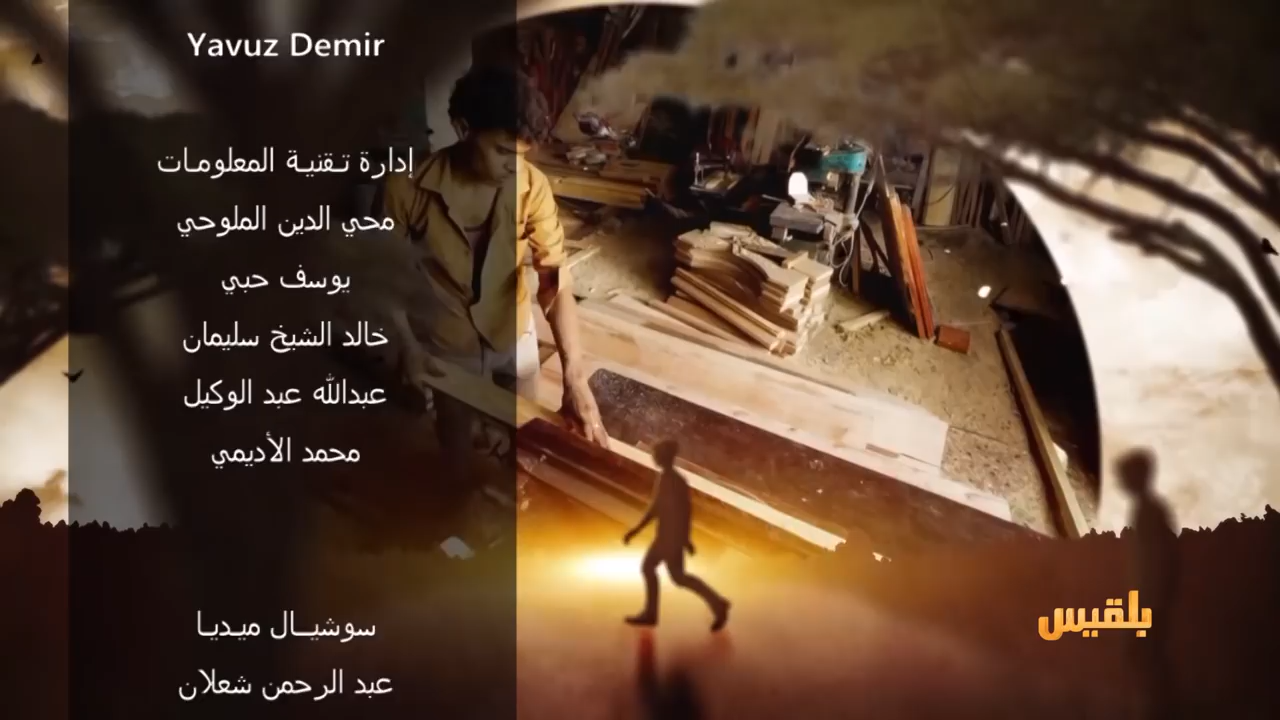 Yavuz Demir
إدارة تقنية المعلومات
محي الدين الملوحي
يوسف حبي
خالد الشيخ سليمان
عبدالله عبد الوكيل
محمد الأديمي
سوشيال ميديا
عبد الرحمن شعلان
بلقيس